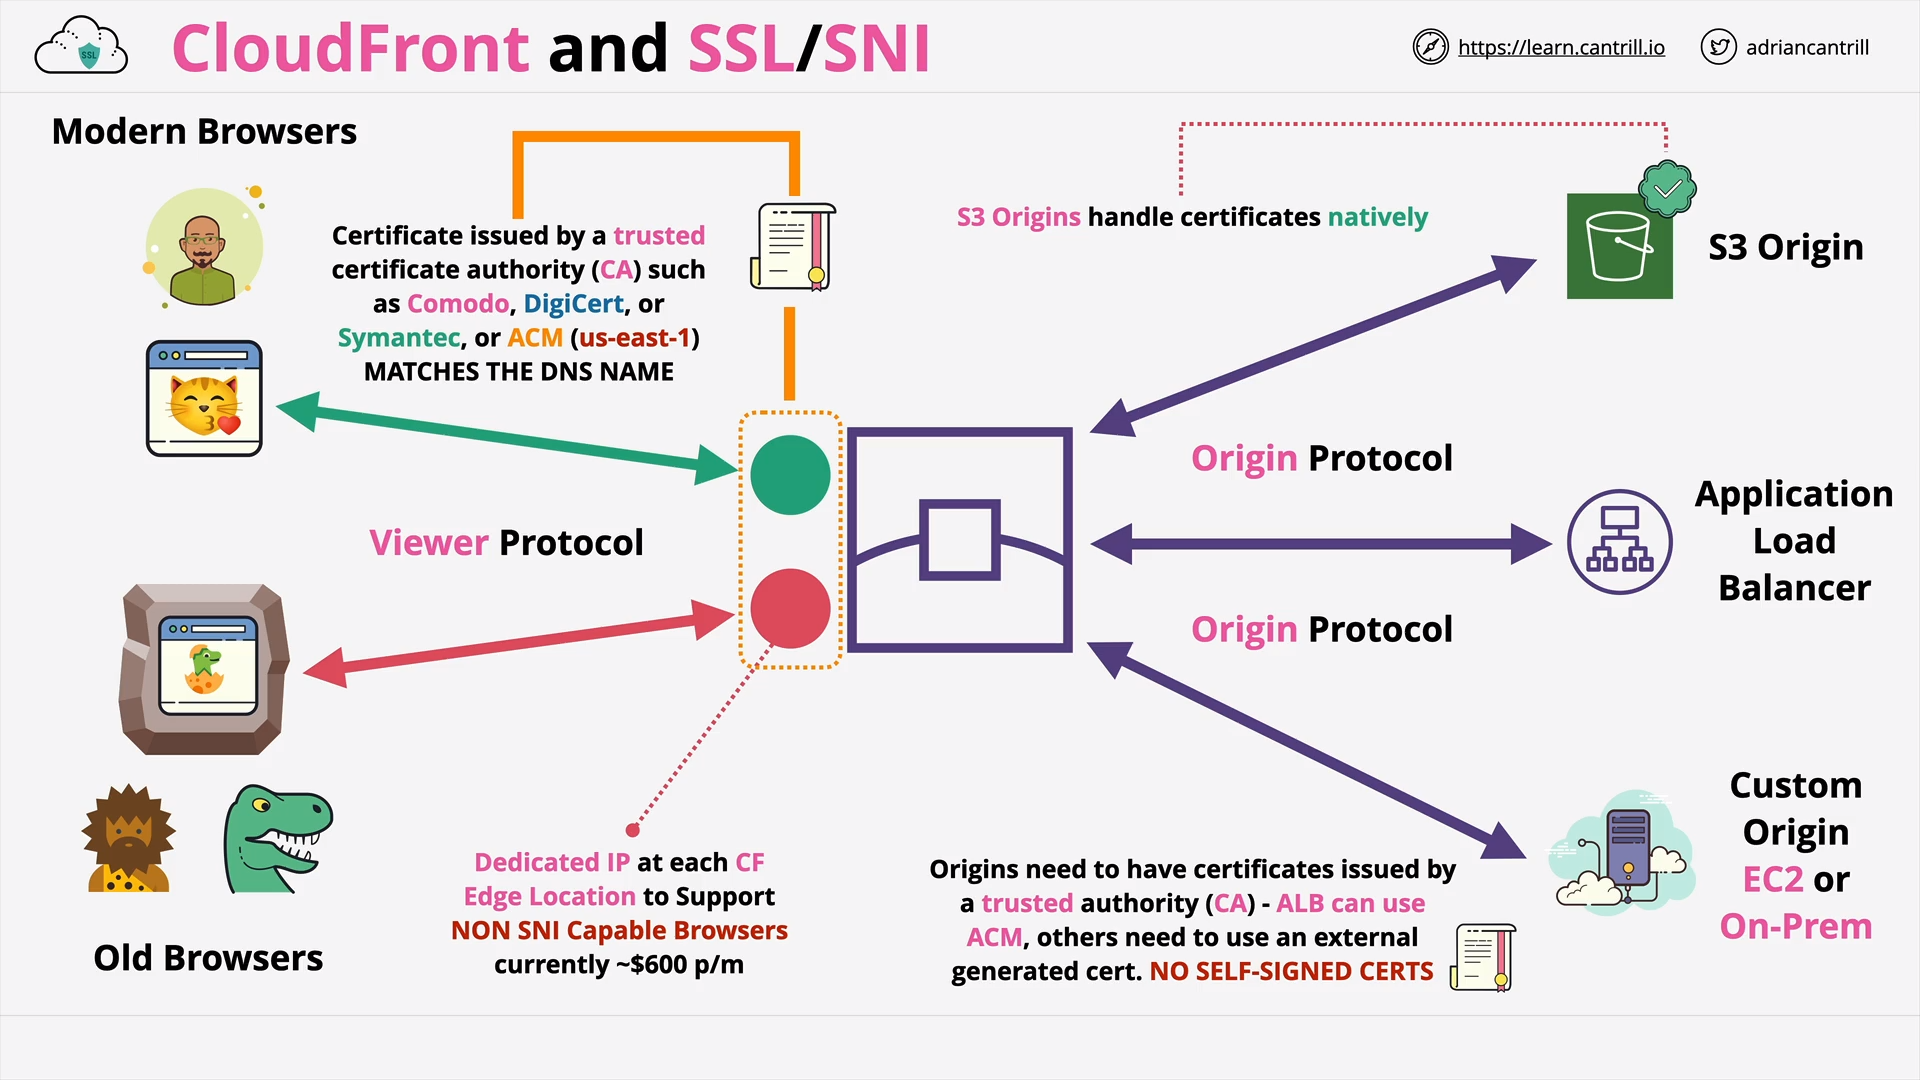 SSL
CloudFront and SSL/SNI
https://learn.cantrill.io
adriancantrill
Modern Browsers
Certificate issued by a trusted
certificate authority (CA) such
as Comodo, DigiCert, or
Symantec, or ACM (us-east-1)
MATCHES THE DNS NAME
S3 Origins handle certificates natively
S3 Origin
Origin Protocol
Application
Load
Balancer
Viewer Protocol
Origin Protocol
Custom
Origin
EC2 or
On-Prem
Old Browsers
Dedicated IP at each CF
Edge Location to Support
NON SNI Capable Browsers
currently ~$600 p/m
Origins need to have certificates issued by
a trusted authority (CA) - ALB can use
ACM, others need to use an external
generated cert. NO SELF-SIGNED CERTS